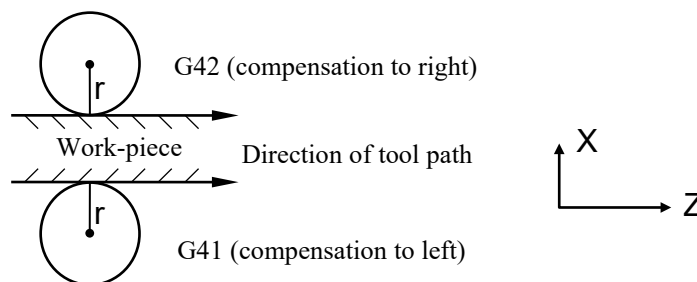 G42 (compensation to right)
r
Work-piece
Direction of tool path
r
G41 (compensation to left)
X
Z